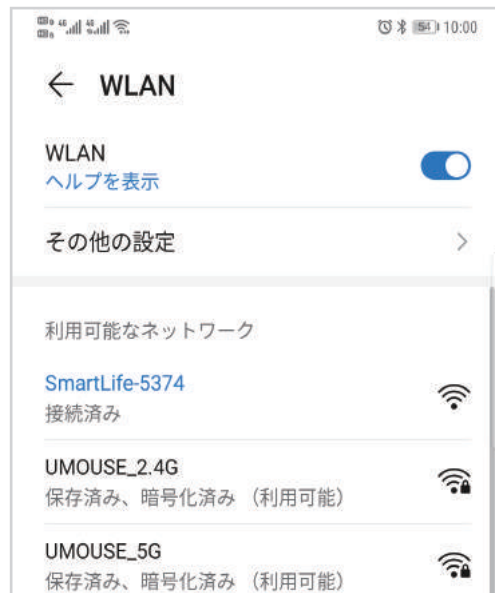 54 10:00
WLAN
WLAN
ヘルプを表示
その他の設定
利用可能なネットワーク
SmartLife-5374
接続済み
UMOUSE_2.4G
保存済み、暗号化済み （利用可能）
UMOUSE_5G
保存済み、暗号化済み （利用可能）